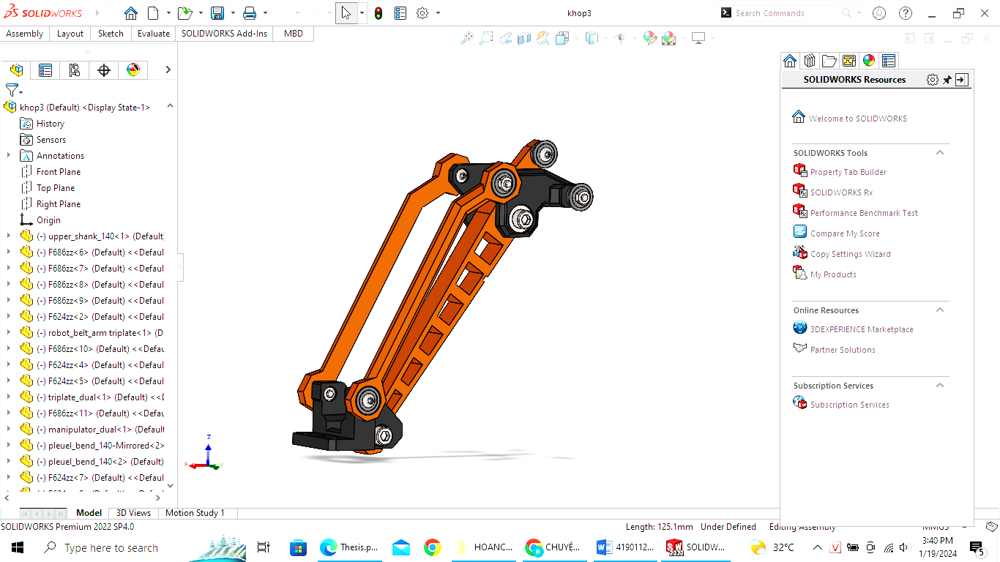 SOLIDWORKS
khop3
Search Commands
Assembly
Layout
Sketch
Evaluate
SOLIDWORKS Add-Ins
MBD
khop3 (Default) <Display State-1>
History
Sensors
Annotations
Front Plane
Top Plane
Right Plane
Origin
(-) upper_shank_140<1> (Default
(-) F686zz<6> (Default) <<Defaul
(-) F686zz<7> (Default) <<Defaul
(-) F686zz<8> (Default) <<Defaul
(-) F686zz<9> (Default) <<Defaul
(-) F624zz<2> (Default) <<Defaul
(-) robot_belt_arm triplate<1> (D
(-) F686zz<10> (Default) <<Defau
(-) F624zz<4> (Default) <<Defaul
(-) F624zz<5> (Default) <<Defaul
(-) triplate_dual<1> (Default) <<D
(-) F686zz<11> (Default) <<Defau
(-) manipulator_dual<1> (Default
(-) pleuel_bend_140-Mirrored<2>
(-) pleuel_bend_140<2> (Default)
(-) F624zz<7> (Default) <<Defaul
Z
X
Y
SOLIDWORKS Resources
Welcome to SOLIDWORKS
SOLIDWORKS Tools
Property Tab Builder
SOLIDWORKS Rx
Performance Benchmark Test
Compare My Score
Copy Settings Wizard
My Products
Online Resources
3DEXPERIENCE Marketplace
Partner Solutions
Subscription Services
Subscription Services
Model
3D Views
Motion Study 1
SOLIDWORKS Premium 2022 SP4.0
Length: 125.1mm
Under Defined
Editing Assembly
MMGS
Type here to search
Thesis.p...
HOANC...
CHUYỆ...
4190112...
SOLIDW...
32°C
3:40 PM
1/19/2024
5